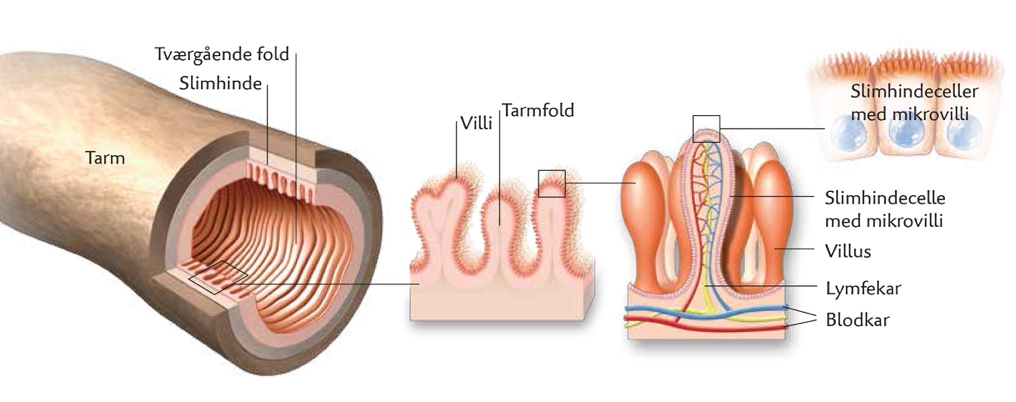 Tværgående fold
Slimhinde
Tarm
Villi
Tarmfold
Slimhindeceller
med mikrovilli
Slimhindecelle
med mikrovilli
Villus
Lymfekar
Blodkar